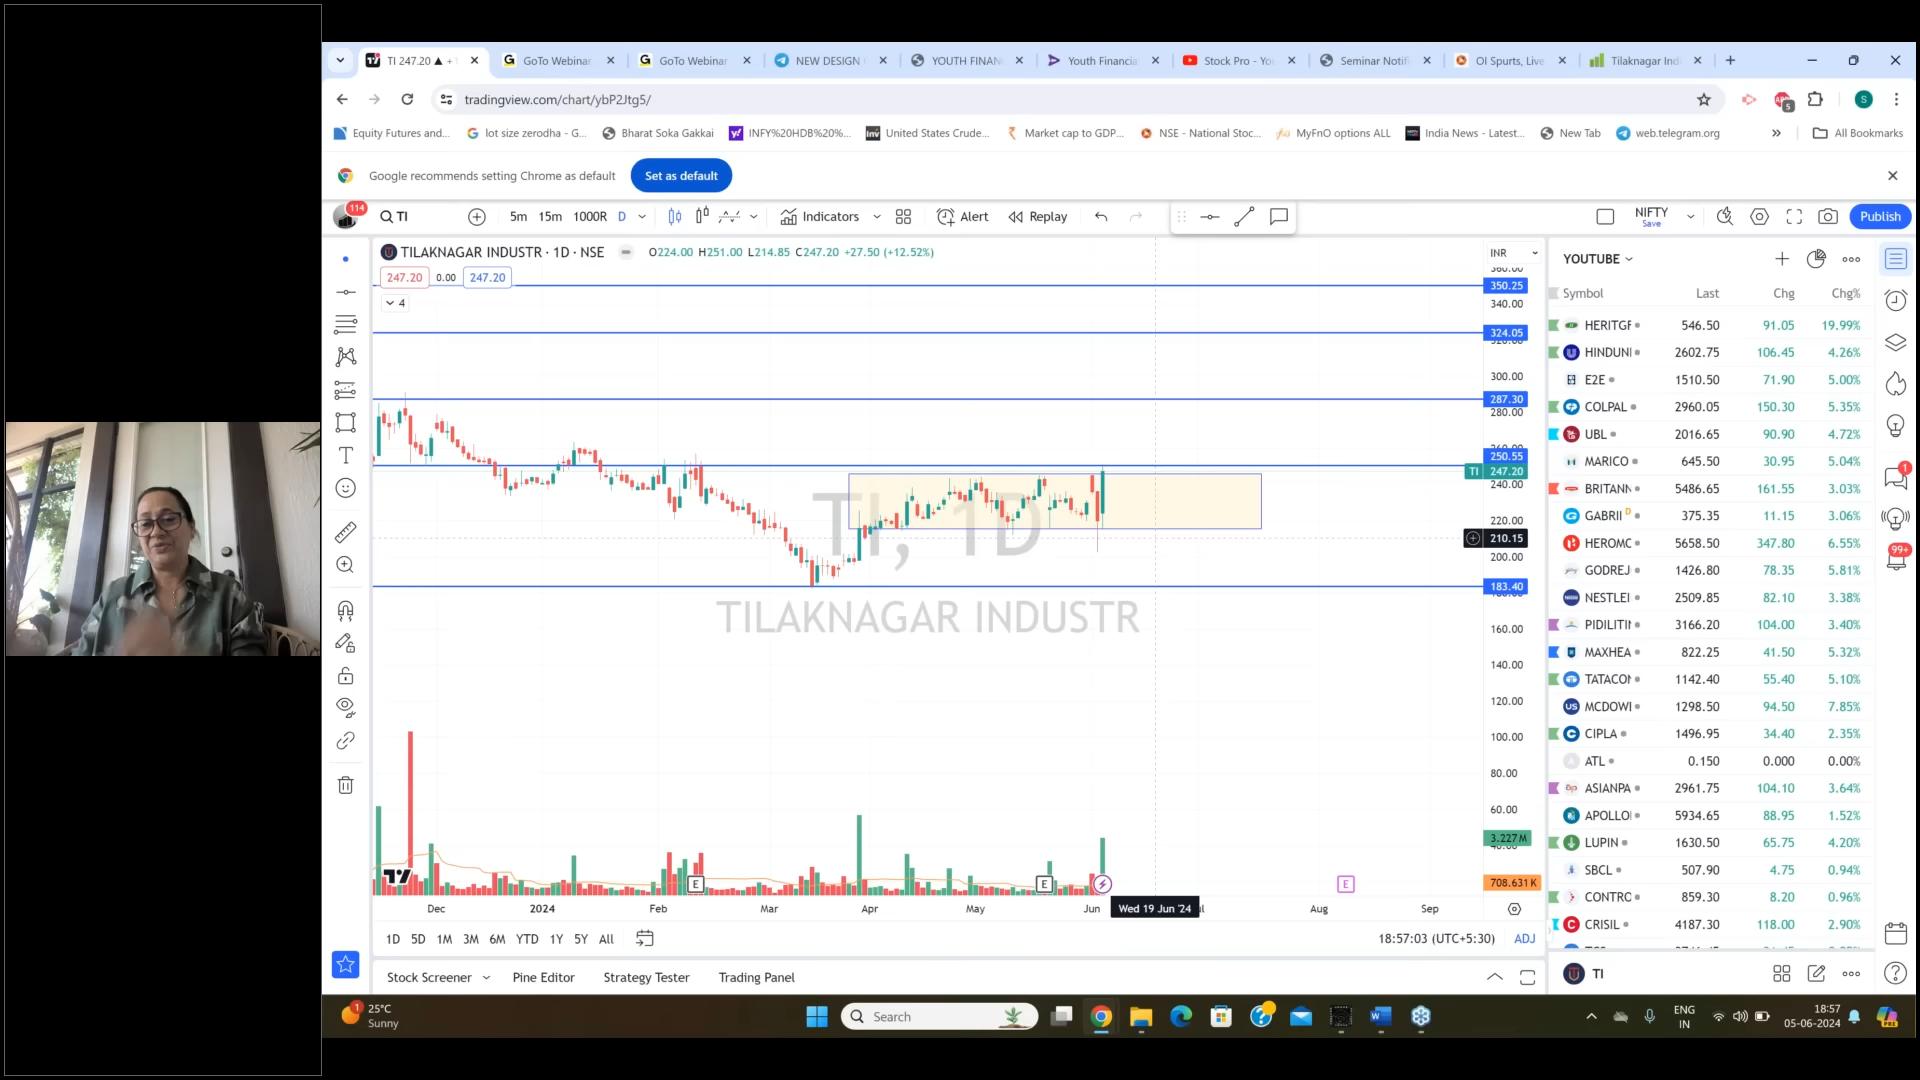 TI 247.20 ▲ +1
GoTo Webinar
GoTo Webinar
NEW DESIGN
YOUTH FINAN
Youth Financia
Stock Pro - Yo
Seminar Notifi
OI Spurts, Live
Tilaknagar Ind
tradingview.com/chart/ybP2Jtg5/
5
S
Equity Futures and...
lot size zerodha - G...
Bharat Soka Gakkai
INFY%20HDB%20%...
United States Crude...
Market cap to GDP...
NSE - National Stoc...
MyFnO options ALL
India News - Latest...
New Tab
web.telegram.org
»
All Bookmarks
Google recommends setting Chrome as default
Set as default
114
TI
5m
15m
1000R
D
Indicators
Alert
Replay
NIFTY
Save
Publish
TILAKNAGAR INDUSTR · 1D · NSE
O224.00 H251.00 L214.85 C247.20 +27.50 (+12.52%)
247.20
0.00
247.20
4
INR
360.00
350.25
340.00
324.05
300.00
287.30
280.00
250.55
TI 247.20
240.00
220.00
210.15
200.00
183.40
160.00
140.00
120.00
100.00
80.00
60.00
3.227M
708.631K
TI, 1D
TILAKNAGAR INDUSTR
E
E
E
Dec
2024
Feb
Mar
Apr
May
Jun
Wed 19 Jun '24
Aug
Sep
1D
5D
1M
3M
6M
YTD
1Y
5Y
All
18:57:03 (UTC+5:30)
ADJ
Stock Screener
Pine Editor
Strategy Tester
Trading Panel
YOUTUBE
Symbol Last Chg Chg%
HERITGF 546.50 91.05 19.99%
HINDUNI 2602.75 106.45 4.26%
E2E 1510.50 71.90 5.00%
COLPAL 2960.05 150.30 5.35%
UBL 2016.65 90.90 4.72%
MARICO 645.50 30.95 5.04%
BRITANN 5486.65 161.55 3.03%
GABRII D 375.35 11.15 3.06%
HEROMC 5658.50 347.80 6.55%
GODREJ 1426.80 78.35 5.81%
NESTLEI 2509.85 82.10 3.38%
PIDILITII 3166.20 104.00 3.40%
MAXHEA 822.25 41.50 5.32%
TATACOI 1142.40 55.40 5.10%
MCDOWI 1298.50 94.50 7.85%
CIPLA 1496.95 34.40 2.35%
ATL 0.150 0.000 0.00%
ASIANPA 2961.75 104.10 3.64%
APOLLOI 5934.65 88.95 1.52%
LUPIN 1630.50 65.75 4.20%
SBCL 507.90 4.75 0.94%
CONTRC 859.30 8.20 0.96%
CRISIL 4187.30 118.00 2.90%
TI
1
99+
1
25°C
Sunny
Search
ENG
IN
18:57
05-06-2024